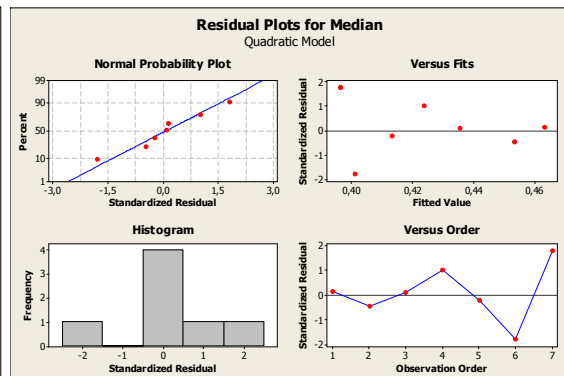 Residual Plots for Median
Quadratic Model
Normal Probability Plot
99
90
50
10
1
Percent
-3,0 -1,5 0,0 1,5 3,0
Standardized Residual
Versus Fits
2
1
0
-1
-2
Standardized Residual
0,40 0,42 0,44 0,46
Fitted Value
Histogram
4
3
2
1
0
Frequency
-2 -1 0 1 2
Standardized Residual
Versus Order
2
1
0
-1
-2
Standardized Residual
1 2 3 4 5 6 7
Observation Order